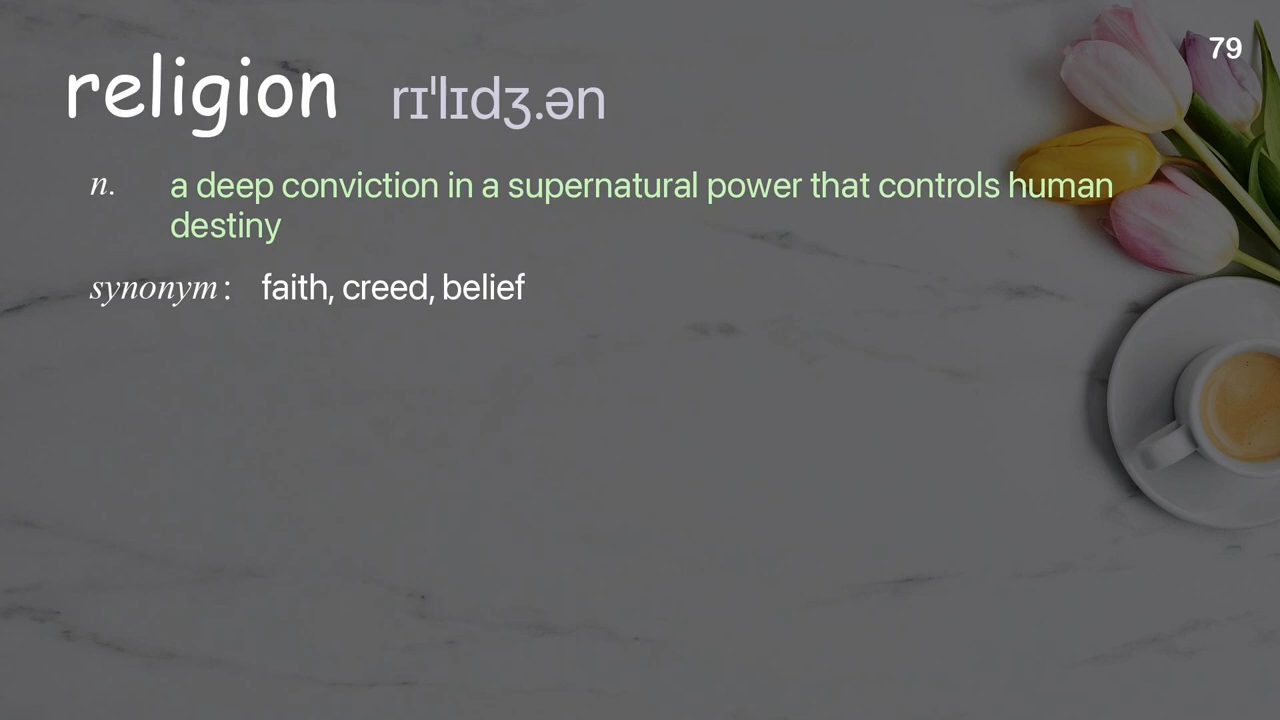 79
religion rɪˈlɪdʒ.ən
n. a deep conviction in a supernatural power that controls human
destiny
synonym: faith, creed, belief